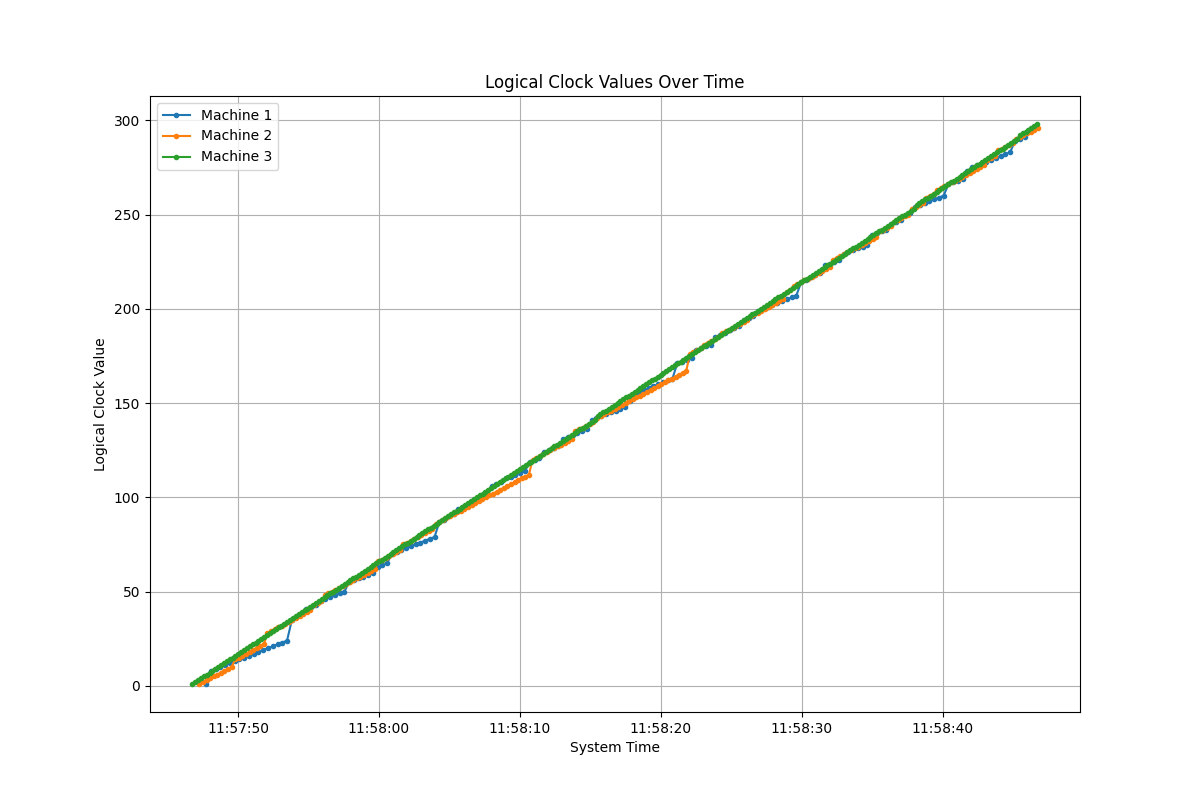 Logical Clock Values Over Time
Machine 1
Machine 2
Machine 3
300
250
200
150
100
50
0
Logical Clock Value
11:57:50 11:58:00 11:58:10 11:58:20 11:58:30 11:58:40
System Time